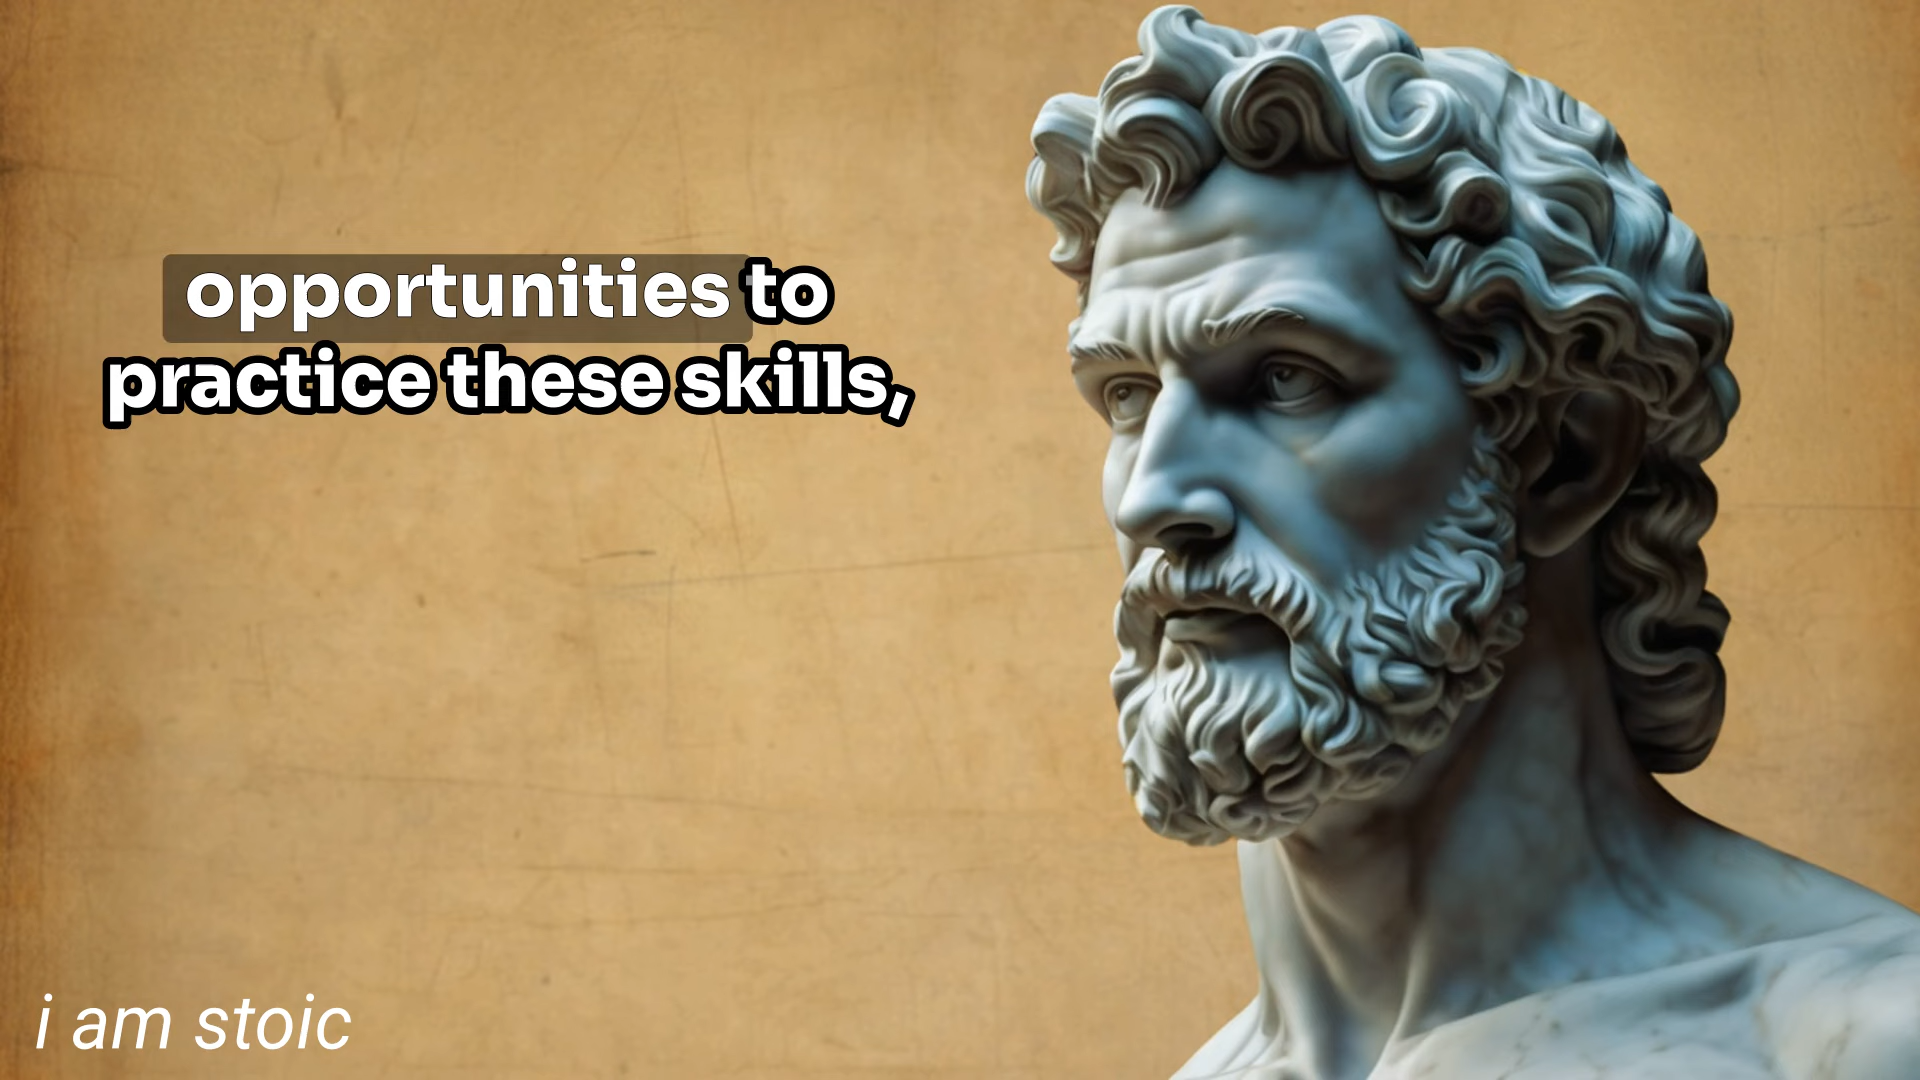 opportunities to
practice these skills,
i am stoic